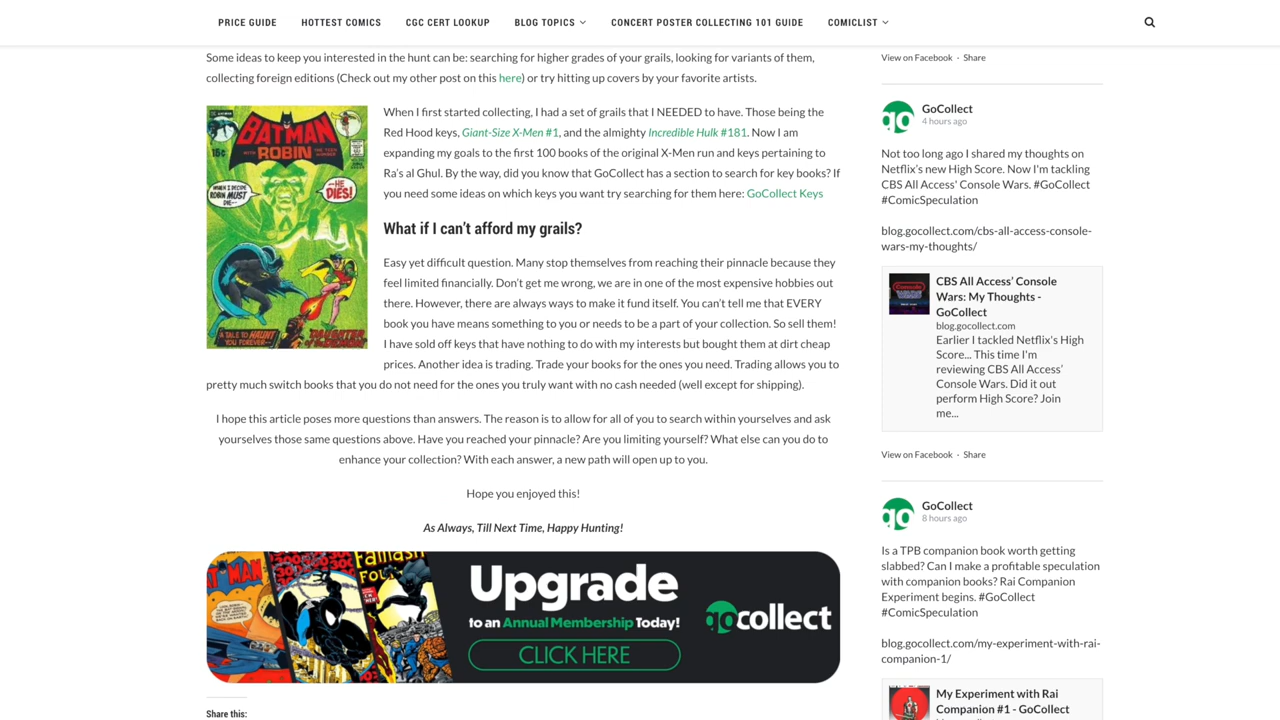 PRICE GUIDE HOTTEST COMICS CGC CERT LOOKUP BLOG TOPICS CONCERT POSTER COLLECTING 101 GUIDE COMICLIST
Some ideas to keep you interested in the hunt can be: searching for higher grades of your grails, looking for variants of them,
collecting foreign editions (Check out my other post on this here) or try hitting up covers by your favorite artists.
BATMAN
WITH ROBIN THE TEEN WONDER
15¢
WHEN I DECIDE
ROBIN MUST
DIE--
--HE
DIES!
A TALE TO HAUNT
YOU FOREVER--
DAUGHTER
OF THE DEMON
When I first started collecting, I had a set of grails that I NEEDED to have. Those being the
Red Hood keys, Giant-Size X-Men #1, and the almighty Incredible Hulk #181. Now I am
expanding my goals to the first 100 books of the original X-Men run and keys pertaining to
Ra's al Ghul. By the way, did you know that GoCollect has a section to search for key books? If
you need some ideas on which keys you want try searching for them here: GoCollect Keys
What if I can't afford my grails?
Easy yet difficult question. Many stop themselves from reaching their pinnacle because they
feel limited financially. Don't get me wrong, we are in one of the most expensive hobbies out
there. However, there are always ways to make it fund itself. You can't tell me that EVERY
book you have means something to you or needs to be a part of your collection. So sell them!
I have sold off keys that have nothing to do with my interests but bought them at dirt cheap
prices. Another idea is trading. Trade your books for the ones you need. Trading allows you to
pretty much switch books that you do not need for the ones you truly want with no cash needed (well except for shipping).
I hope this article poses more questions than answers. The reason is to allow for all of you to search within yourselves and ask
yourselves those same questions above. Have you reached your pinnacle? Are you limiting yourself? What else can you do to
enhance your collection? With each answer, a new path will open up to you.
Hope you enjoyed this!
As Always, Till Next Time, Happy Hunting!
Upgrade
to an Annual Membership Today!
CLICK HERE
gocollect
Share this:
View on Facebook · Share
go
GoCollect
4 hours ago
Not too long ago I shared my thoughts on
Netflix's new High Score. Now I'm tackling
CBS All Access' Console Wars. #GoCollect
#ComicSpeculation
blog.gocollect.com/cbs-all-access-console-
wars-my-thoughts/
CBS All Access' Console
Wars: My Thoughts -
GoCollect
blog.gocollect.com
Earlier I tackled Netflix's High
Score... This time I'm
reviewing CBS All Access'
Console Wars. Did it out
perform High Score? Join
me...
View on Facebook · Share
go
GoCollect
8 hours ago
Is a TPB companion book worth getting
slabbed? Can I make a profitable speculation
with companion books? Rai Companion
Experiment begins. #GoCollect
#ComicSpeculation
blog.gocollect.com/my-experiment-with-rai-
companion-1/
My Experiment with Rai
Companion #1 - GoCollect